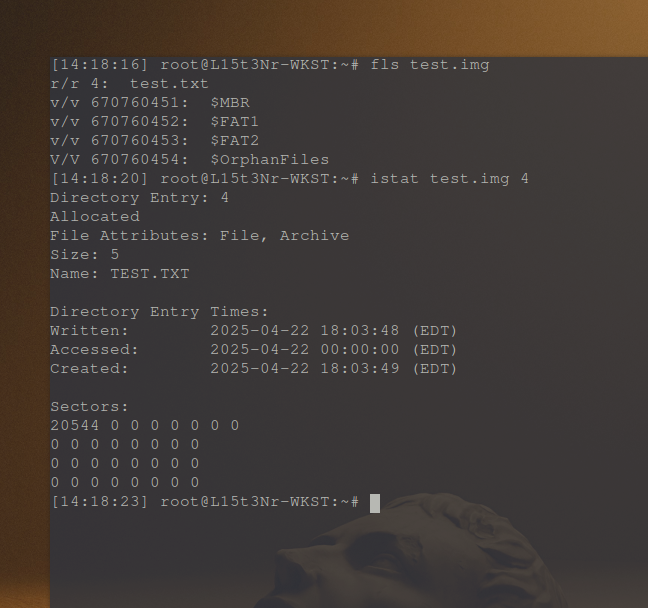 [14:18:16] root@L15t3Nr-WKST:~# fls test.img
r/r 4:  test.txt
v/v 670760451:  $MBR
v/v 670760452:  $FAT1
v/v 670760453:  $FAT2
V/V 670760454:  $OrphanFiles
[14:18:20] root@L15t3Nr-WKST:~# istat test.img 4
Directory Entry: 4
Allocated
File Attributes: File, Archive
Size: 5
Name: TEST.TXT
Directory Entry Times:
Written:        2025-04-22 18:03:48 (EDT)
Accessed:       2025-04-22 00:00:00 (EDT)
Created:        2025-04-22 18:03:49 (EDT)
Sectors:
20544 0 0 0 0 0 0 0
0 0 0 0 0 0 0 0
0 0 0 0 0 0 0 0
0 0 0 0 0 0 0 0
[14:18:23] root@L15t3Nr-WKST:~#